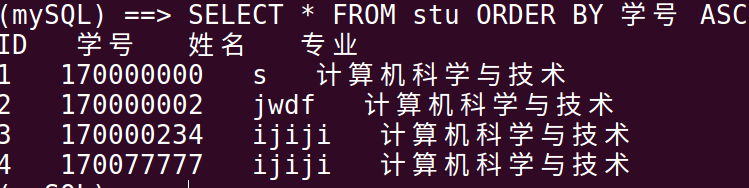 (mySQL) ==> SELECT * FROM stu ORDER BY 学号 ASC
ID 学号 姓名 专业
1 170000000 s 计算机科学与技术
2 170000002 jwdf 计算机科学与技术
3 170000234 ijiji 计算机科学与技术
4 170077777 ijiji 计算机科学与技术